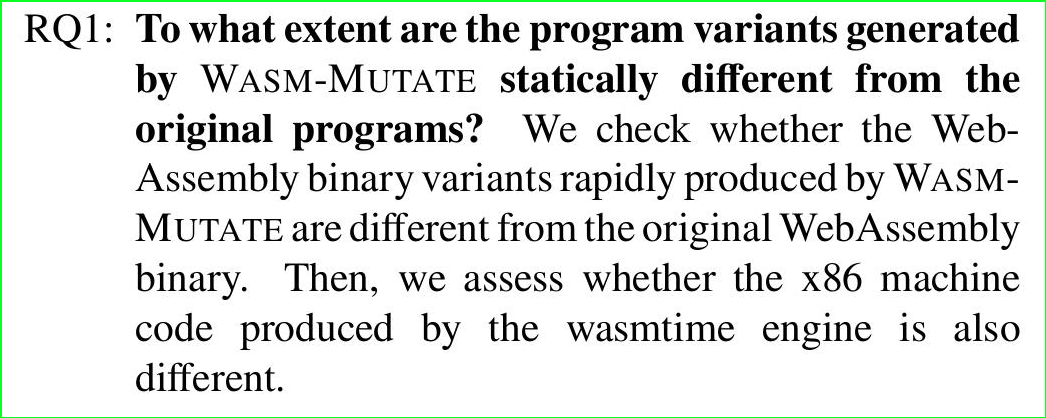 RQ1: To what extent are the program variants generated
by WASM-MUTATE statically different from the
original programs? We check whether the Web-
Assembly binary variants rapidly produced by WASM-
MUTATE are different from the original WebAssembly
binary. Then, we assess whether the x86 machine
code produced by the wasmtime engine is also
different.